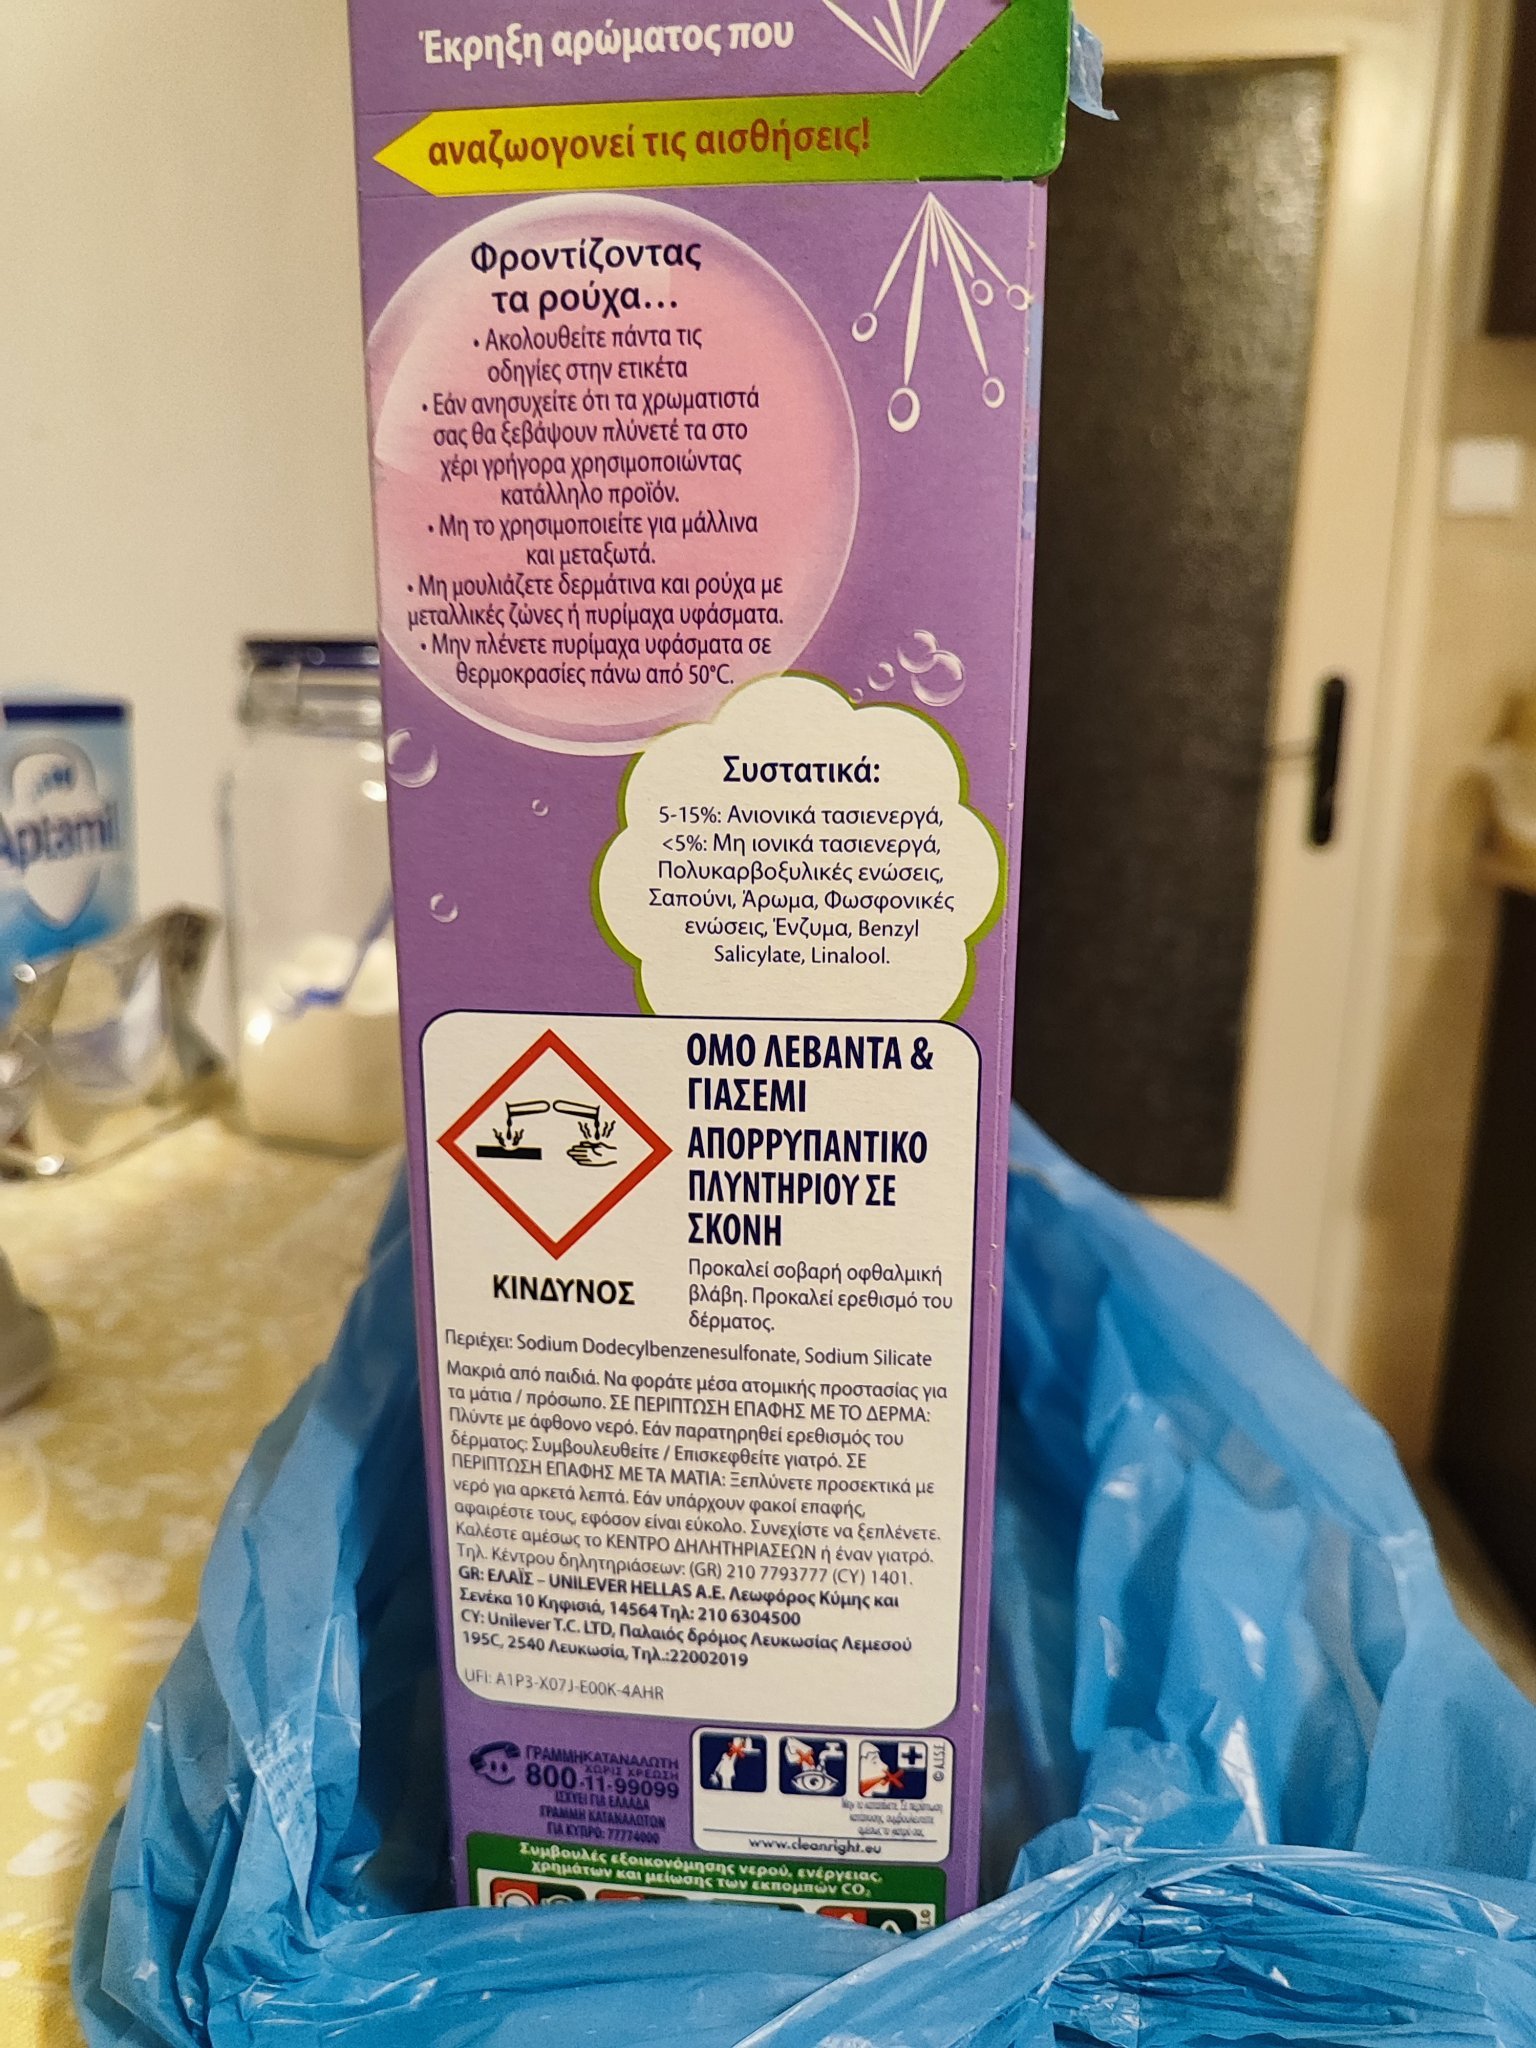 Έκρηξη αρώματος που
αναζωογονεί τις αισθήσεις!
Φροντίζοντας
τα ρούχα...
• Ακολουθείτε πάντα τις
οδηγίες στην ετικέτα
• Εάν ανησυχείτε ότι τα χρωματιστά
σας θα ξεβάψουν πλύνετέ τα στο
χέρι γρήγορα χρησιμοποιώντας
κατάλληλο προϊόν.
• Μη το χρησιμοποιείτε για μάλλινα
και μεταξωτά.
• Μη μουλιάζετε δερμάτινα και ρούχα με
μεταλλικές ζώνες ή πυρίμαχα υφάσματα.
• Μην πλένετε πυρίμαχα υφάσματα σε
θερμοκρασίες πάνω από 50°C.
Aptamil
Συστατικά:
5-15%: Ανιονικά τασιενεργά,
<5%: Μη ιονικά τασιενεργά,
Πολυκαρβοξυλικές ενώσεις,
Σαπούνι, Άρωμα, Φωσφονικές
ενώσεις, Ένζυμα, Benzyl
Salicylate, Linalool.
ΟΜΟ ΛΕΒΑΝΤΑ &
ΓΙΑΣΕΜΙ
ΑΠΟΡΡΥΠΑΝΤΙΚΟ
ΠΛΥΝΤΗΡΙΟΥ ΣΕ
ΣΚΟΝΗ
ΚΙΝΔΥΝΟΣ
Προκαλεί σοβαρή οφθαλμική
βλάβη. Προκαλεί ερεθισμό του
δέρματος.
Περιέχει: Sodium Dodecylbenzenesulfonate, Sodium Silicate
Μακριά από παιδιά. Να φοράτε μέσα ατομικής προστασίας για
τα μάτια / πρόσωπο. ΣΕ ΠΕΡΙΠΤΩΣΗ ΕΠΑΦΗΣ ΜΕ ΤΟ ΔΕΡΜΑ:
Πλύντε με άφθονο νερό. Εάν παρατηρηθεί ερεθισμός του
δέρματος: Συμβουλευθείτε / Επισκεφθείτε γιατρό. ΣΕ
ΠΕΡΙΠΤΩΣΗ ΕΠΑΦΗΣ ΜΕ ΤΑ ΜΑΤΙΑ: Ξεπλύνετε προσεκτικά με
νερό για αρκετά λεπτά. Εάν υπάρχουν φακοί επαφής,
αφαιρέστε τους, εφόσον είναι εύκολο. Συνεχίστε να ξεπλένετε.
Καλέστε αμέσως το ΚΕΝΤΡΟ ΔΗΛΗΤΗΡΙΑΣΕΩΝ ή έναν γιατρό.
Τηλ. Κέντρου δηλητηριάσεων: (GR) 210 7793777 (CY) 1401.
GR: ΕΛΑΪΣ – UNILEVER HELLAS A.E. Λεωφόρος Κύμης και
Σενέκα 10 Κηφισιά, 14564 Τηλ: 210 6304500
CY: Unilever T.C. LTD, Παλαιός δρόμος Λευκωσίας Λεμεσού
195C, 2540 Λευκωσία, Τηλ.:22002019
UFI: A1P3-X07J-E00K-4AHR
ΓΡΑΜΜΗ ΚΑΤΑΝΑΛΩΤΗ
ΧΩΡΙΣ ΧΡΕΩΣΗ
800-11-99099
ΙΣΧΥΕΙ ΓΙΑ ΕΛΛΑΔΑ
ΓΡΑΜΜΗ ΚΑΤΑΝΑΛΩΤΩΝ
ΓΙΑ ΚΥΠΡΟ: 77774000
© A.I.S.E.
www.cleanright.eu
Συμβουλές εξοικονόμησης νερού, ενέργειας,
χρημάτων και μείωσης των εκπομπών CO₂